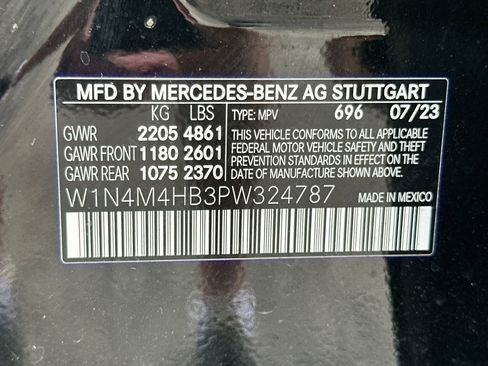 MFD BY MERCEDES-BENZ AG STUTTGART
KG LBS TYPE: MPV 696 07/23
GVWR 2205 4861
GAWR FRONT 1180 2601
GAWR REAR 1075 2370
THIS VEHICLE CONFORMS TO ALL APPLICABLE
FEDERAL MOTOR VEHICLE SAFETY AND THEFT
PREVENTION STANDARDS IN EFFECT ON THE
DATE OF MANUFACTURE SHOWN ABOVE.
W1N4M4HB3PW324787 MADE IN MEXICO